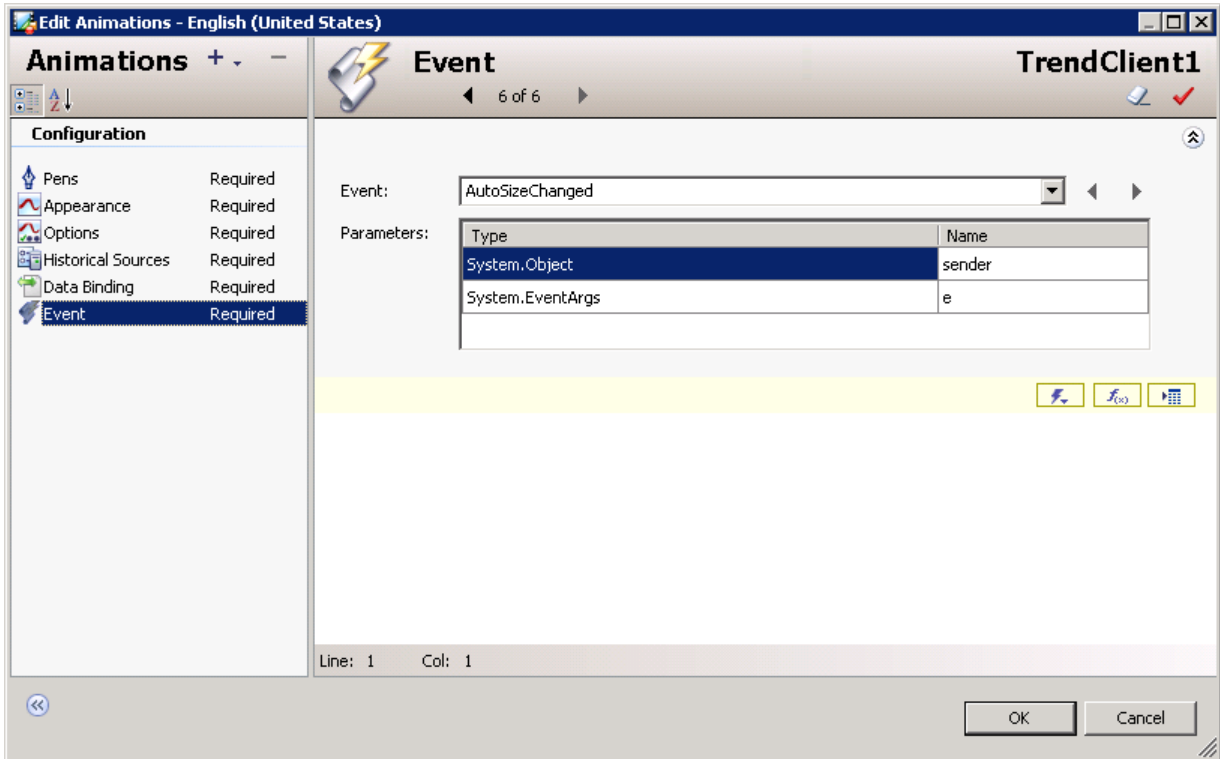 Edit Animations - English (United States)
Animations
Event
TrendClient1
6 of 6
Configuration
Pens Required
Appearance Required
Options Required
Historical Sources Required
Data Binding Required
Event Required
Event: AutoSizeChanged
Parameters: Type Name
System.Object sender
System.EventArgs e
f(x)
Line: 1 Col: 1
OK Cancel